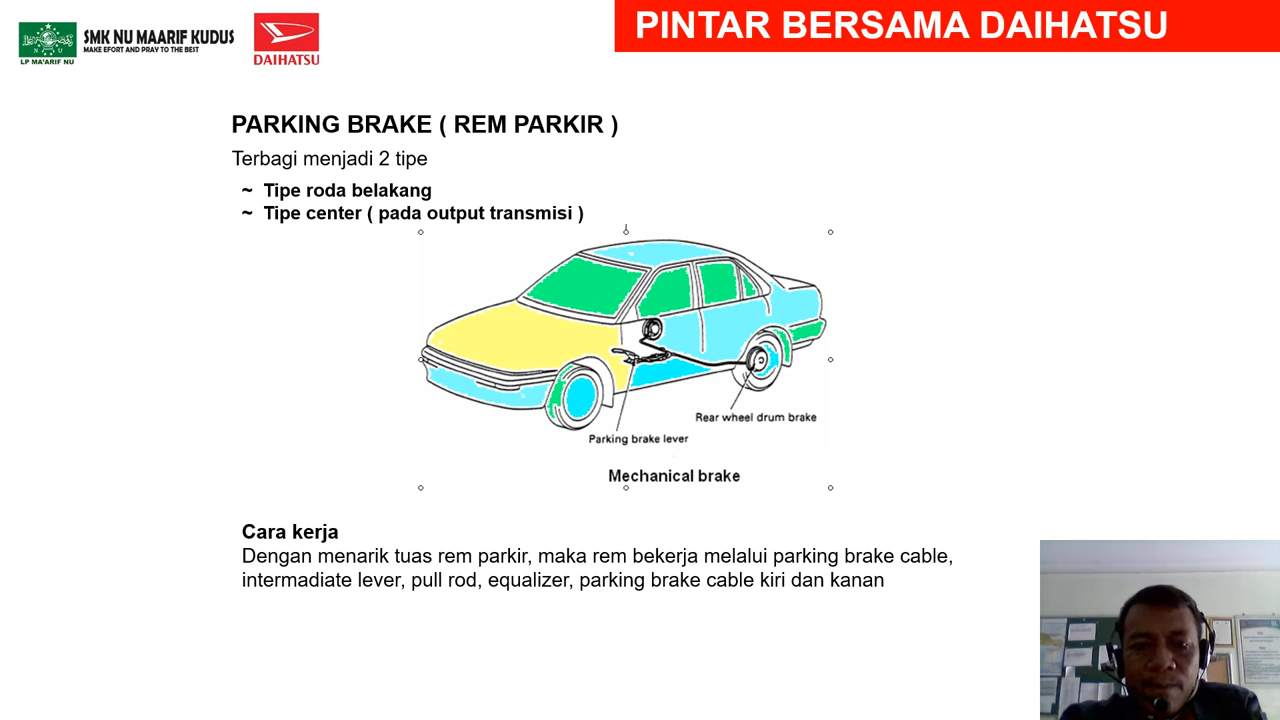 PINTAR BERSAMA DAIHATSU
SMK NU MAARIF KUDUS
MAKE EFORT AND PRAY TO THE BEST
N U
LP MA'ARIF NU
DAIHATSU
PARKING BRAKE ( REM PARKIR )
Terbagi menjadi 2 tipe
~ Tipe roda belakang
~ Tipe center ( pada output transmisi )
Rear wheel drum brake
Parking brake lever
Mechanical brake
Cara kerja
Dengan menarik tuas rem parkir, maka rem bekerja melalui parking brake cable,
intermadiate lever, pull rod, equalizer, parking brake cable kiri dan kanan